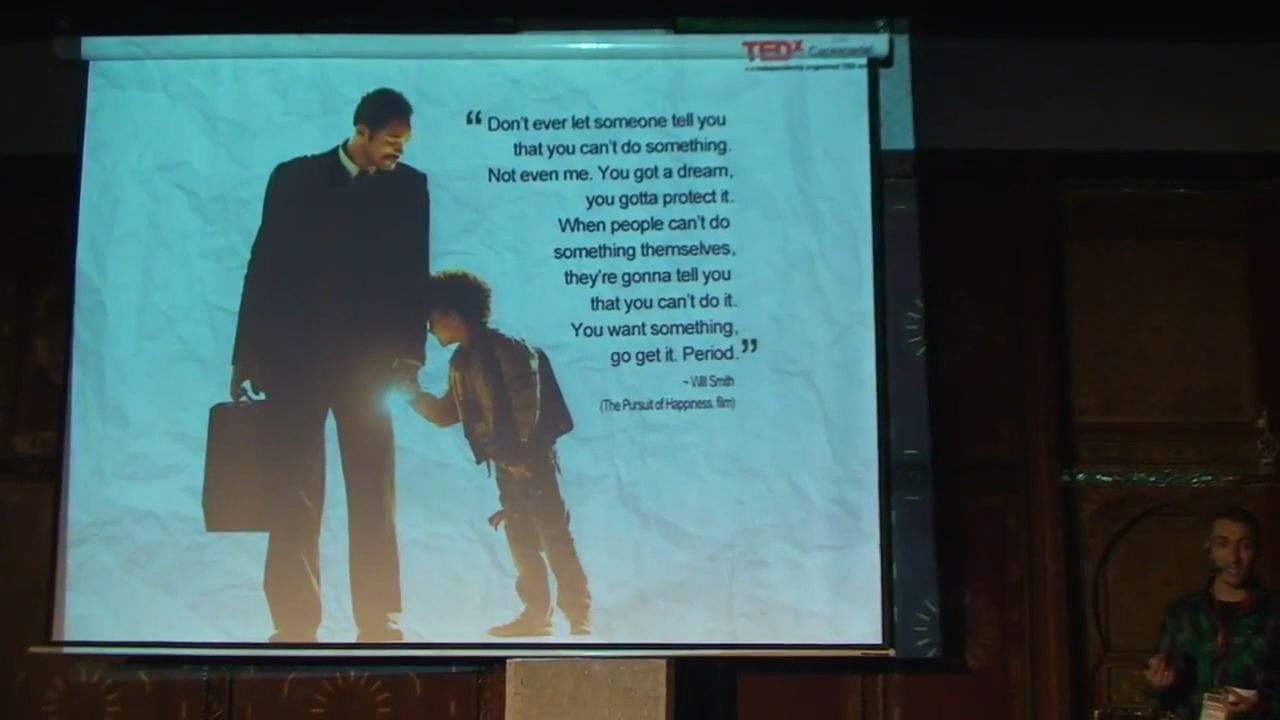 TEDx
“ Don't ever let someone tell you
that you can't do something.
Not even me. You got a dream,
you gotta protect it.
When people can't do
something themselves,
they're gonna tell you
that you can't do it.
You want something,
go get it. Period.”
~ Will Smith
(The Pursuit of Happiness, film)